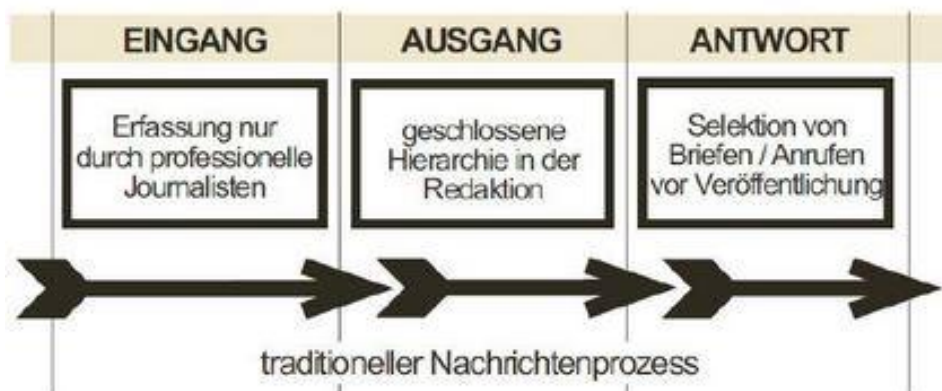 EINGANG
AUSGANG
ANTWORT
Erfassung nur
durch professionelle
Journalisten
geschlossene
Hierarchie in der
Redaktion
Selektion von
Briefen / Anrufen
vor Veröffentlichung
traditioneller Nachrichtenprozess